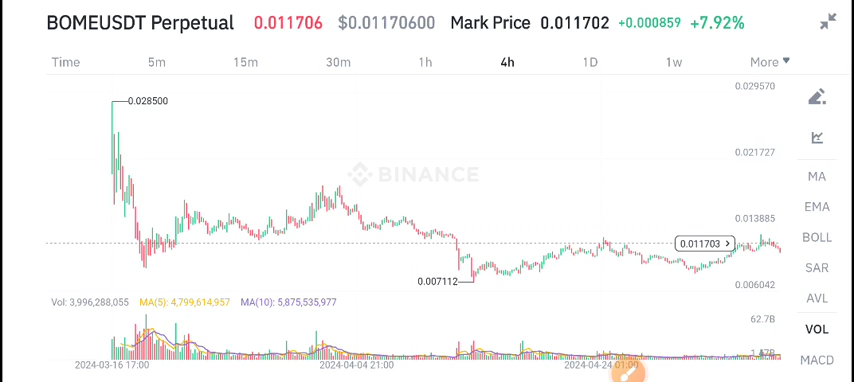 BOMEUSDT Perpetual 0.011706 $0.01170600 Mark Price 0.011702 +0.000859 +7.92%
Time 5m 15m 30m 1h 4h 1D 1w More
0.029570
0.028500
0.021727
BINANCE
MA
EMA
0.013885
BOLL
0.011703
SAR
0.007112
0.006042
AVL
Vol: 3,996,288,055 MA(5): 4,799,614,957 MA(10): 5,875,535,977
62.7B
VOL
MACD
2024-03-16 17:00 2024-04-04 21:00 2024-04-24 01:00